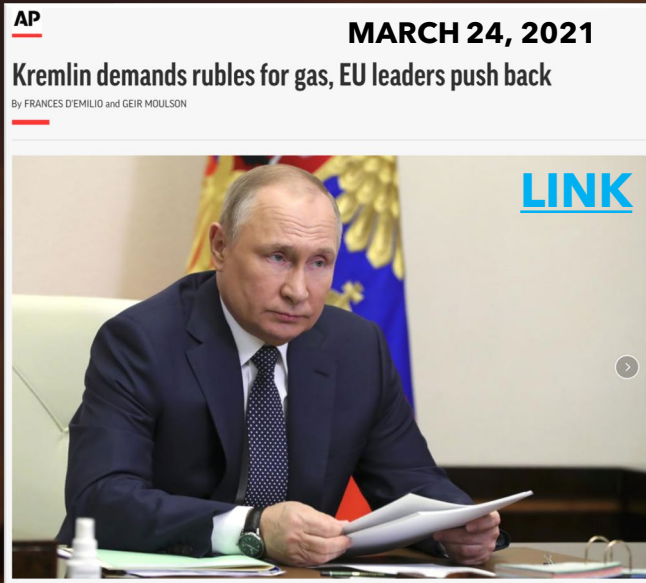 AP
MARCH 24, 2021
Kremlin demands rubles for gas, EU leaders push back
By FRANCES D'EMILIO and GEIR MOULSON
LINK